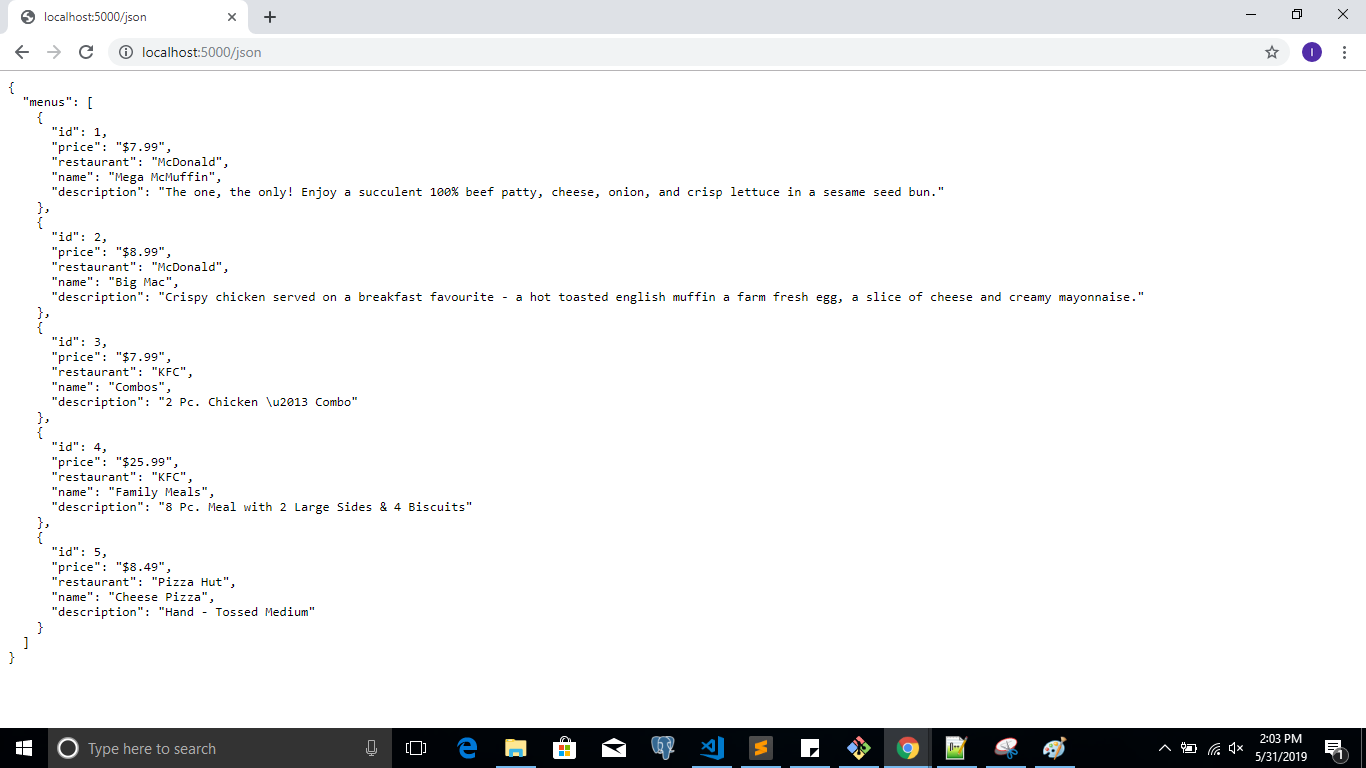 localhost:5000/json
localhost:5000/json
I
{
  "menus": [
    {
      "id": 1,
      "price": "$7.99",
      "restaurant": "McDonald",
      "name": "Mega McMuffin",
      "description": "The one, the only! Enjoy a succulent 100% beef patty, cheese, onion, and crisp lettuce in a sesame seed bun."
    },
    {
      "id": 2,
      "price": "$8.99",
      "restaurant": "McDonald",
      "name": "Big Mac",
      "description": "Crispy chicken served on a breakfast favourite - a hot toasted english muffin a farm fresh egg, a slice of cheese and creamy mayonnaise."
    },
    {
      "id": 3,
      "price": "$7.99",
      "restaurant": "KFC",
      "name": "Combos",
      "description": "2 Pc. Chicken \u2013 Combo"
    },
    {
      "id": 4,
      "price": "$25.99",
      "restaurant": "KFC",
      "name": "Family Meals",
      "description": "8 Pc. Meal with 2 Large Sides & 4 Biscuits"
    },
    {
      "id": 5,
      "price": "$8.49",
      "restaurant": "Pizza Hut",
      "name": "Cheese Pizza",
      "description": "Hand - Tossed Medium"
    }
  ]
}
Type here to search
2:03 PM
5/31/2019
1